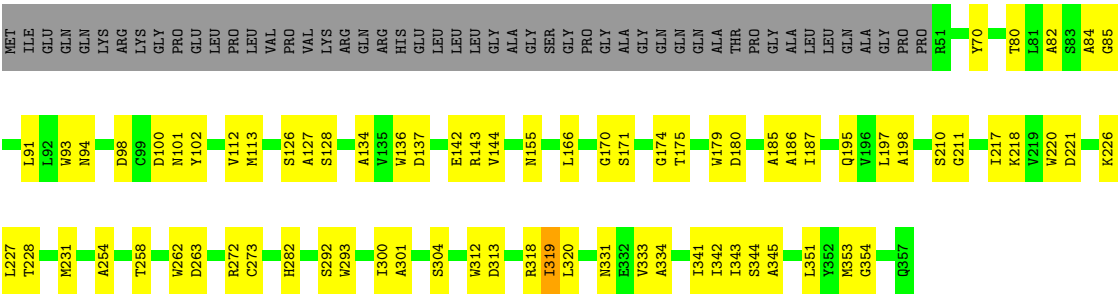 MET ILE GLU GLN GLN LYS ARG LYS GLY PRO GLU LEU PRO LEU VAL PRO VAL LYS ARG GLN ARG HIS GLU LEU LEU LEU GLY ALA GLY SER GLY PRO GLY ALA GLY GLN GLN GLN ALA THR PRO GLY ALA LEU LEU GLN ALA GLY PRO PRO R51 Y70 T80 L81 A82 S83 A84 G85
L91 L92 W93 N94 D98 C99 D100 N101 Y102 V112 M113 S126 A127 S128 A134 V135 W136 D137 E142 R143 V144 N155 L166 G170 S171 G174 T175 W179 D180 A185 A186 I187 Q195 V196 L197 A198 S210 G211 I217 K218 V219 W220 D221 K226
L227 T228 M231 A254 T258 W262 D263 R272 C273 H282 S292 W293 I300 A301 S304 W312 D313 R318 I319 L320 N331 E332 V333 A334 I341 I342 I343 S344 A345 L351 Y352 M353 G354 Q357